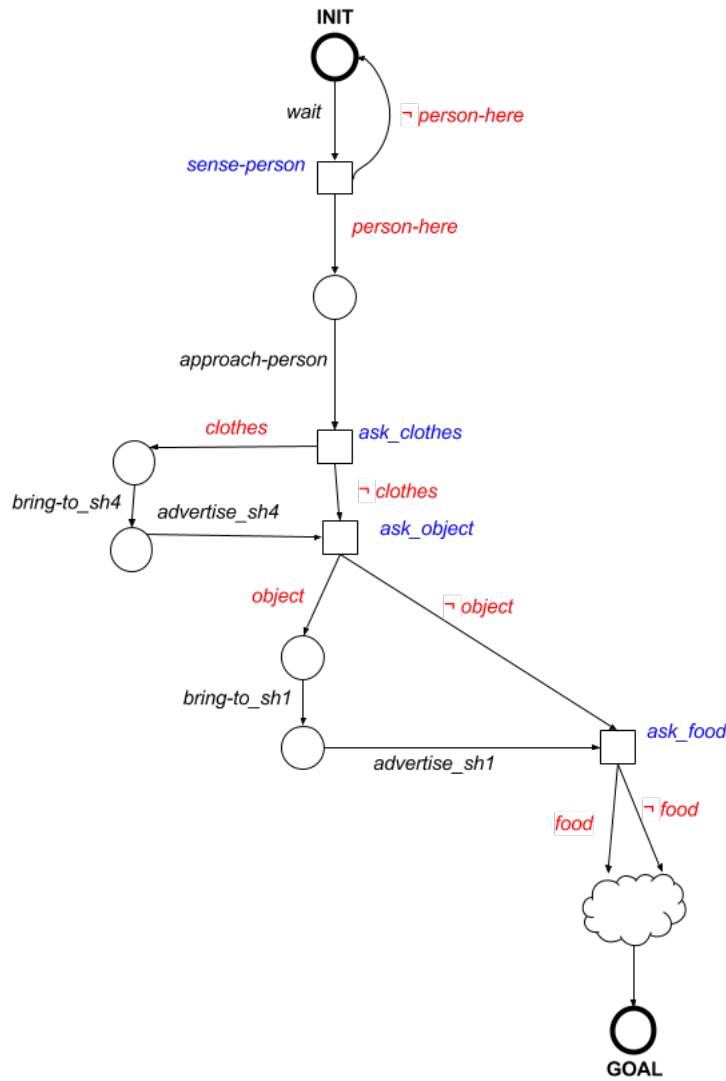 INIT
wait
¬ person-here
sense-person
person-here
approach-person
clothes
ask_clothes
¬ clothes
bring-to_sh4
advertise_sh4
ask_object
object
¬ object
bring-to_sh1
ask_food
advertise_sh1
food
¬ food
GOAL